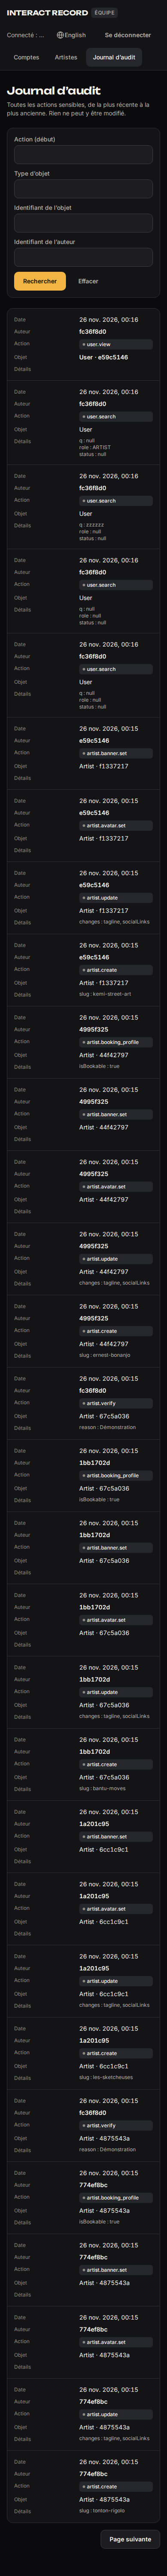 INTERACT RECORD ÉQUIPE
Connecté : ... English Se déconnecter
Comptes Artistes Journal d'audit
Journal d'audit
Toutes les actions sensibles, de la plus récente à la
plus ancienne. Rien ne peut y être modifié.
Action (début)
Type d'objet
Identifiant de l'objet
Identifiant de l'auteur
Rechercher Effacer
Date 26 nov. 2026, 00:16
Auteur fc36f8d0
Action user.view
Objet User · e59c5146
Détails
Date 26 nov. 2026, 00:16
Auteur fc36f8d0
Action user.search
Objet User
Détails q : null
role : ARTIST
status : null
Date 26 nov. 2026, 00:16
Auteur fc36f8d0
Action user.search
Objet User
Détails q : zzzzzz
role : null
status : null
Date 26 nov. 2026, 00:16
Auteur fc36f8d0
Action user.search
Objet User
Détails q : null
role : null
status : null
Date 26 nov. 2026, 00:16
Auteur fc36f8d0
Action user.search
Objet User
Détails q : null
role : null
status : null
Date 26 nov. 2026, 00:15
Auteur e59c5146
Action artist.banner.set
Objet Artist · f1337217
Détails
Date 26 nov. 2026, 00:15
Auteur e59c5146
Action artist.avatar.set
Objet Artist · f1337217
Détails
Date 26 nov. 2026, 00:15
Auteur e59c5146
Action artist.update
Objet Artist · f1337217
Détails changes : tagline, socialLinks
Date 26 nov. 2026, 00:15
Auteur e59c5146
Action artist.create
Objet Artist · f1337217
Détails slug : kemi-street-art
Date 26 nov. 2026, 00:15
Auteur 4995f325
Action artist.booking_profile
Objet Artist · 44f42797
Détails isBookable : true
Date 26 nov. 2026, 00:15
Auteur 4995f325
Action artist.banner.set
Objet Artist · 44f42797
Détails
Date 26 nov. 2026, 00:15
Auteur 4995f325
Action artist.avatar.set
Objet Artist · 44f42797
Détails
Date 26 nov. 2026, 00:15
Auteur 4995f325
Action artist.update
Objet Artist · 44f42797
Détails changes : tagline, socialLinks
Date 26 nov. 2026, 00:15
Auteur 4995f325
Action artist.create
Objet Artist · 44f42797
Détails slug : ernest-bonanjo
Date 26 nov. 2026, 00:15
Auteur fc36f8d0
Action artist.verify
Objet Artist · 67c5a036
Détails reason : Démonstration
Date 26 nov. 2026, 00:15
Auteur 1bb1702d
Action artist.booking_profile
Objet Artist · 67c5a036
Détails isBookable : true
Date 26 nov. 2026, 00:15
Auteur 1bb1702d
Action artist.banner.set
Objet Artist · 67c5a036
Détails
Date 26 nov. 2026, 00:15
Auteur 1bb1702d
Action artist.avatar.set
Objet Artist · 67c5a036
Détails
Date 26 nov. 2026, 00:15
Auteur 1bb1702d
Action artist.update
Objet Artist · 67c5a036
Détails changes : tagline, socialLinks
Date 26 nov. 2026, 00:15
Auteur 1bb1702d
Action artist.create
Objet Artist · 67c5a036
Détails slug : bantu-moves
Date 26 nov. 2026, 00:15
Auteur 1a201c95
Action artist.banner.set
Objet Artist · 6cc1c9c1
Détails
Date 26 nov. 2026, 00:15
Auteur 1a201c95
Action artist.avatar.set
Objet Artist · 6cc1c9c1
Détails
Date 26 nov. 2026, 00:15
Auteur 1a201c95
Action artist.update
Objet Artist · 6cc1c9c1
Détails changes : tagline, socialLinks
Date 26 nov. 2026, 00:15
Auteur 1a201c95
Action artist.create
Objet Artist · 6cc1c9c1
Détails slug : les-sketcheuses
Date 26 nov. 2026, 00:15
Auteur fc36f8d0
Action artist.verify
Objet Artist · 4875543a
Détails reason : Démonstration
Date 26 nov. 2026, 00:15
Auteur 774ef8bc
Action artist.booking_profile
Objet Artist · 4875543a
Détails isBookable : true
Date 26 nov. 2026, 00:15
Auteur 774ef8bc
Action artist.banner.set
Objet Artist · 4875543a
Détails
Date 26 nov. 2026, 00:15
Auteur 774ef8bc
Action artist.avatar.set
Objet Artist · 4875543a
Détails
Date 26 nov. 2026, 00:15
Auteur 774ef8bc
Action artist.update
Objet Artist · 4875543a
Détails changes : tagline, socialLinks
Date 26 nov. 2026, 00:15
Auteur 774ef8bc
Action artist.create
Objet Artist · 4875543a
Détails slug : tonton-rigolo
Page suivante